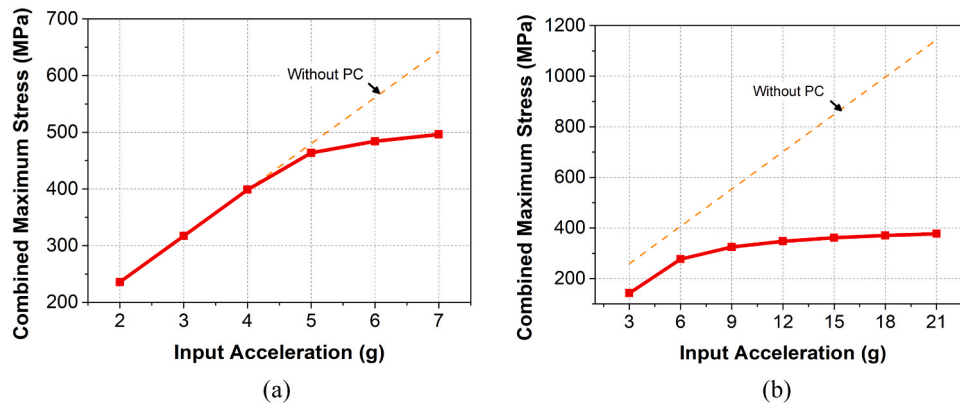 700
600
500
400
300
200
Combined Maximum Stress (MPa)
Without PC
2 3 4 5 6 7
Input Acceleration (g)
(a)
1200
1000
800
600
400
200
Combined Maximum Stress (MPa)
Without PC
3 6 9 12 15 18 21
Input Acceleration (g)
(b)